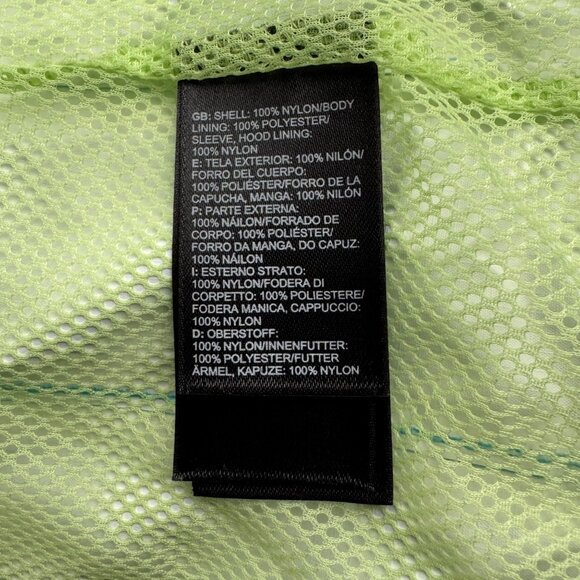 GB: SHELL: 100% NYLON/BODY
LINING: 100% POLYESTER/
SLEEVE, HOOD LINING:
100% NYLON
E: TELA EXTERIOR: 100% NILÓN/
FORRO DEL CUERPO:
100% POLIÉSTER/FORRO DE LA
CAPUCHA, MANGA: 100% NILÓN
P: PARTE EXTERNA:
100% NÁILON/FORRADO DE
CORPO: 100% POLIÉSTER/
FORRO DA MANGA, DO CAPUZ:
100% NÁILON
I: ESTERNO STRATO:
100% NYLON/FODERA DI
CORPETTO: 100% POLIESTERE/
FODERA MANICA, CAPPUCCIO:
100% NYLON
D: OBERSTOFF:
100% NYLON/INNENFUTTER:
100% POLYESTER/FUTTER
ÄRMEL, KAPUZE: 100% NYLON